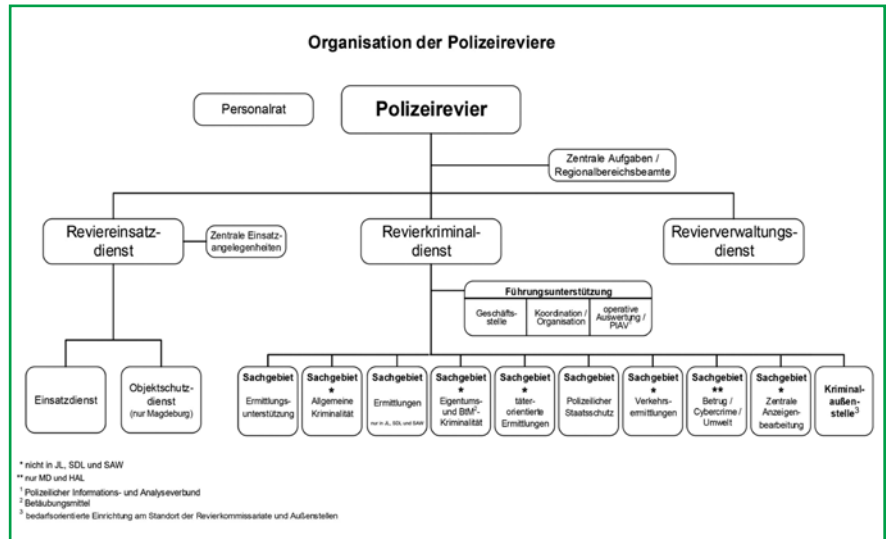 Organisation der Polizeireviere
Personalrat
Polizeirevier
Zentrale Aufgaben /
Regionalbereichsbeamte
Reviereinsatz-
dienst
Zentrale Einsatz-
angelegenheiten
Revierkriminal-
dienst
Revierverwaltungs-
dienst
Führungsunterstützung
Geschäfts-
stelle
Koordination /
Organisation
operative
Auswertung /
PIAV¹
Einsatzdienst
Objektschutz-
dienst
(nur Magdeburg)
Sachgebiet
Ermittlungs-
unterstützung
Sachgebiet
*
Allgemeine
Kriminalität
Sachgebiet
Ermittlungen
nur in JL, SDL und SAW
Sachgebiet
*
Eigentums-
und BtM²-
Kriminalität
Sachgebiet
*
täter-
orientierte
Ermittlungen
Sachgebiet
Polizeilicher
Staatsschutz
Sachgebiet
*
Verkehrs-
ermittlungen
Sachgebiet
**
Betrug /
Cybercrime /
Umwelt
Sachgebiet
*
Zentrale
Anzeigen-
bearbeitung
Kriminal-
außen-
stelle³
* nicht in JL, SDL und SAW
** nur MD und HAL
¹ Polizeilicher Informations- und Analyseverbund
² Betäubungsmittel
³ bedarfsorientierte Einrichtung am Standort der Revierkommissariate und Außenstellen